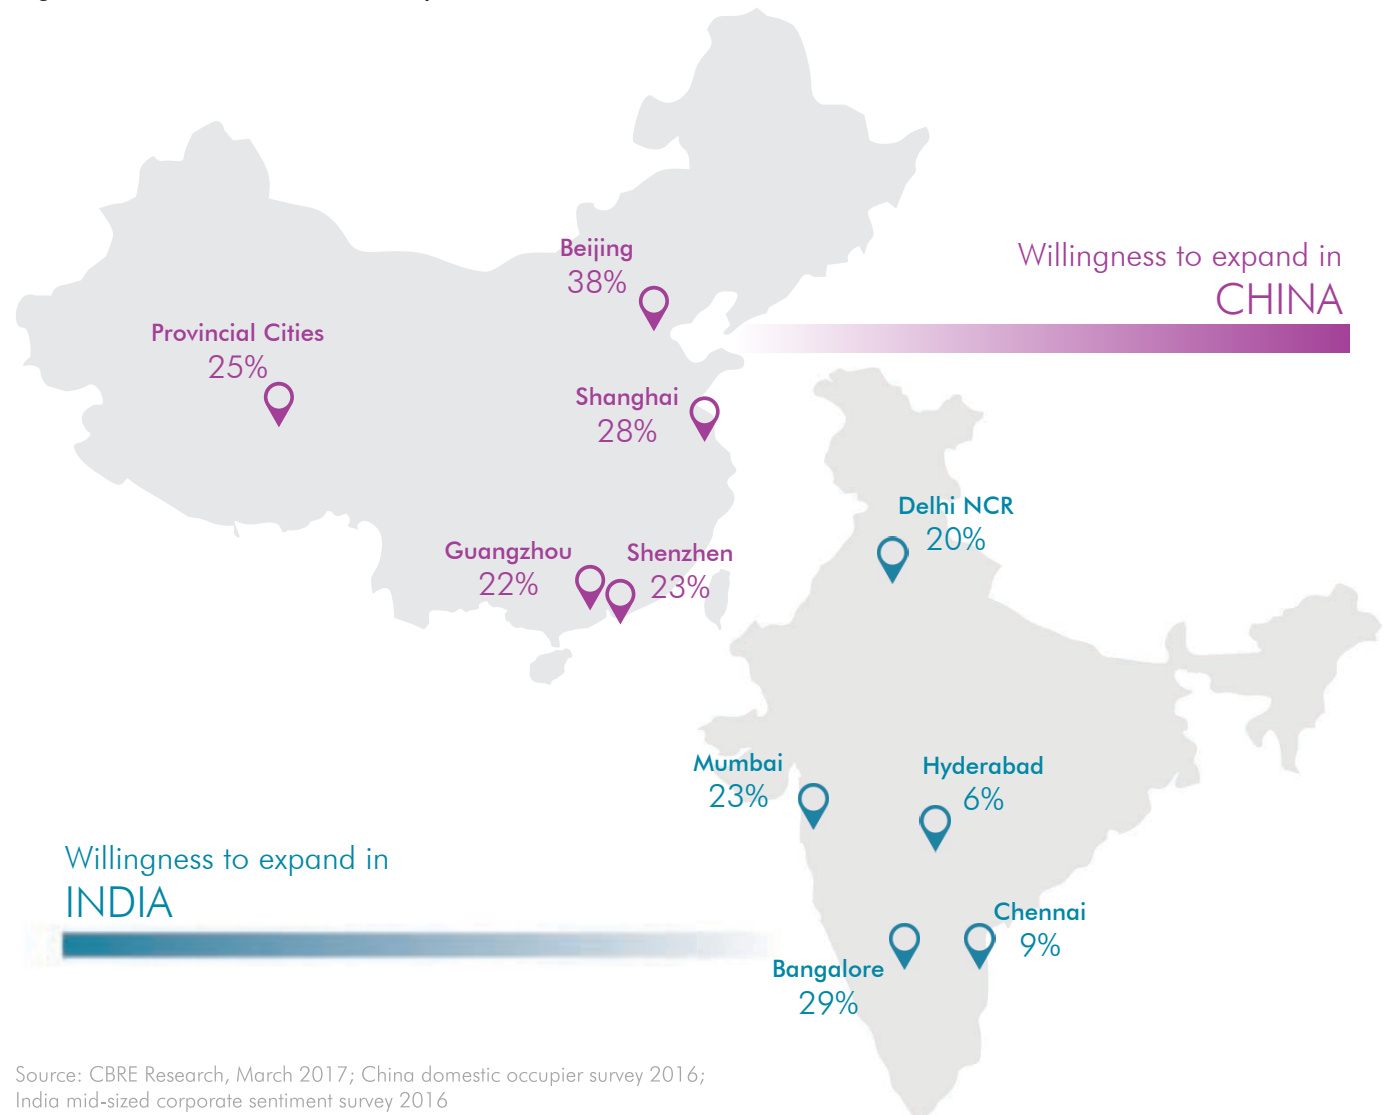 Beijing
38%
Willingness to expand in
CHINA
Provincial Cities
25%
Shanghai
28%
Delhi NCR
20%
Guangzhou
22%
Shenzhen
23%
Mumbai
23%
Hyderabad
6%
Willingness to expand in
INDIA
Chennai
9%
Bangalore
29%
Source: CBRE Research, March 2017; China domestic occupier survey 2016;
India mid-sized corporate sentiment survey 2016